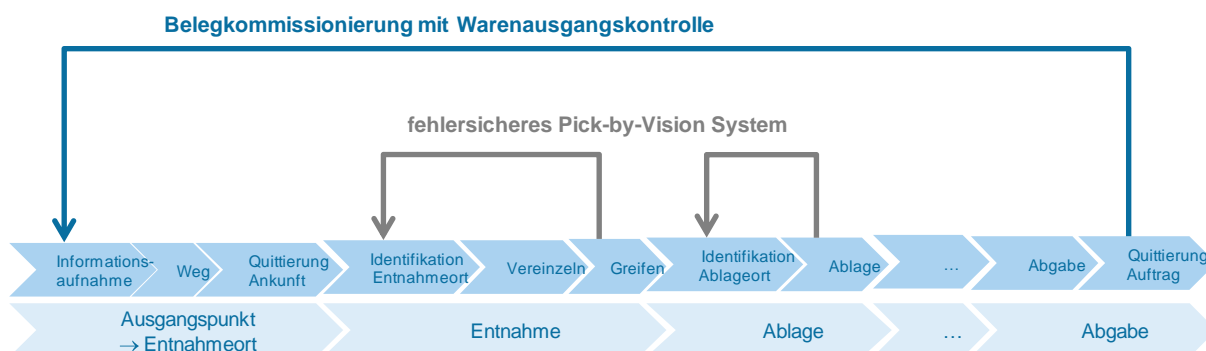 Belegkommissionierung mit Warenausgangskontrolle
fehlersicheres Pick-by-Vision System
Informations-
aufnahme
Weg
Quittierung
Ankunft
Identifikation
Entnahmeort
Vereinzeln
Greifen
Identifikation
Ablageort
Ablage
...
Abgabe
Quittierung
Auftrag
Ausgangspunkt
→ Entnahmeort
Entnahme
Ablage
...
Abgabe